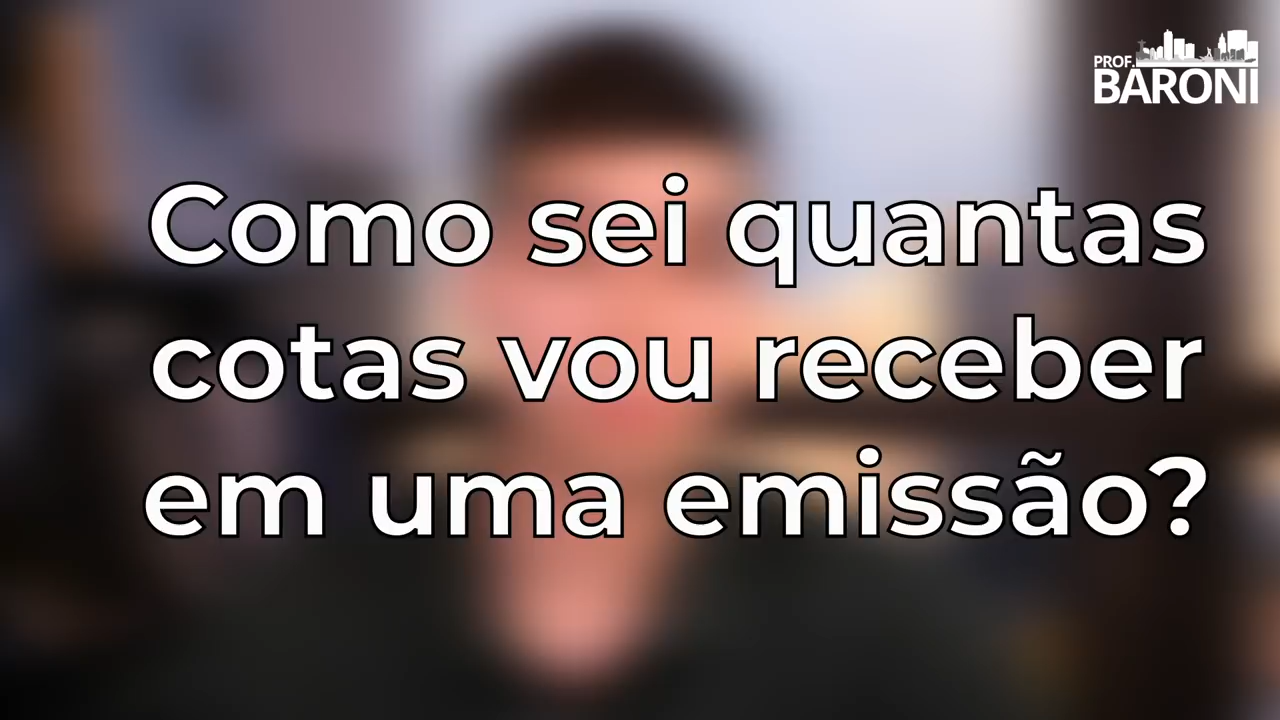 PROF.
BARONI
Como sei quantas
cotas vou receber
em uma emissão?